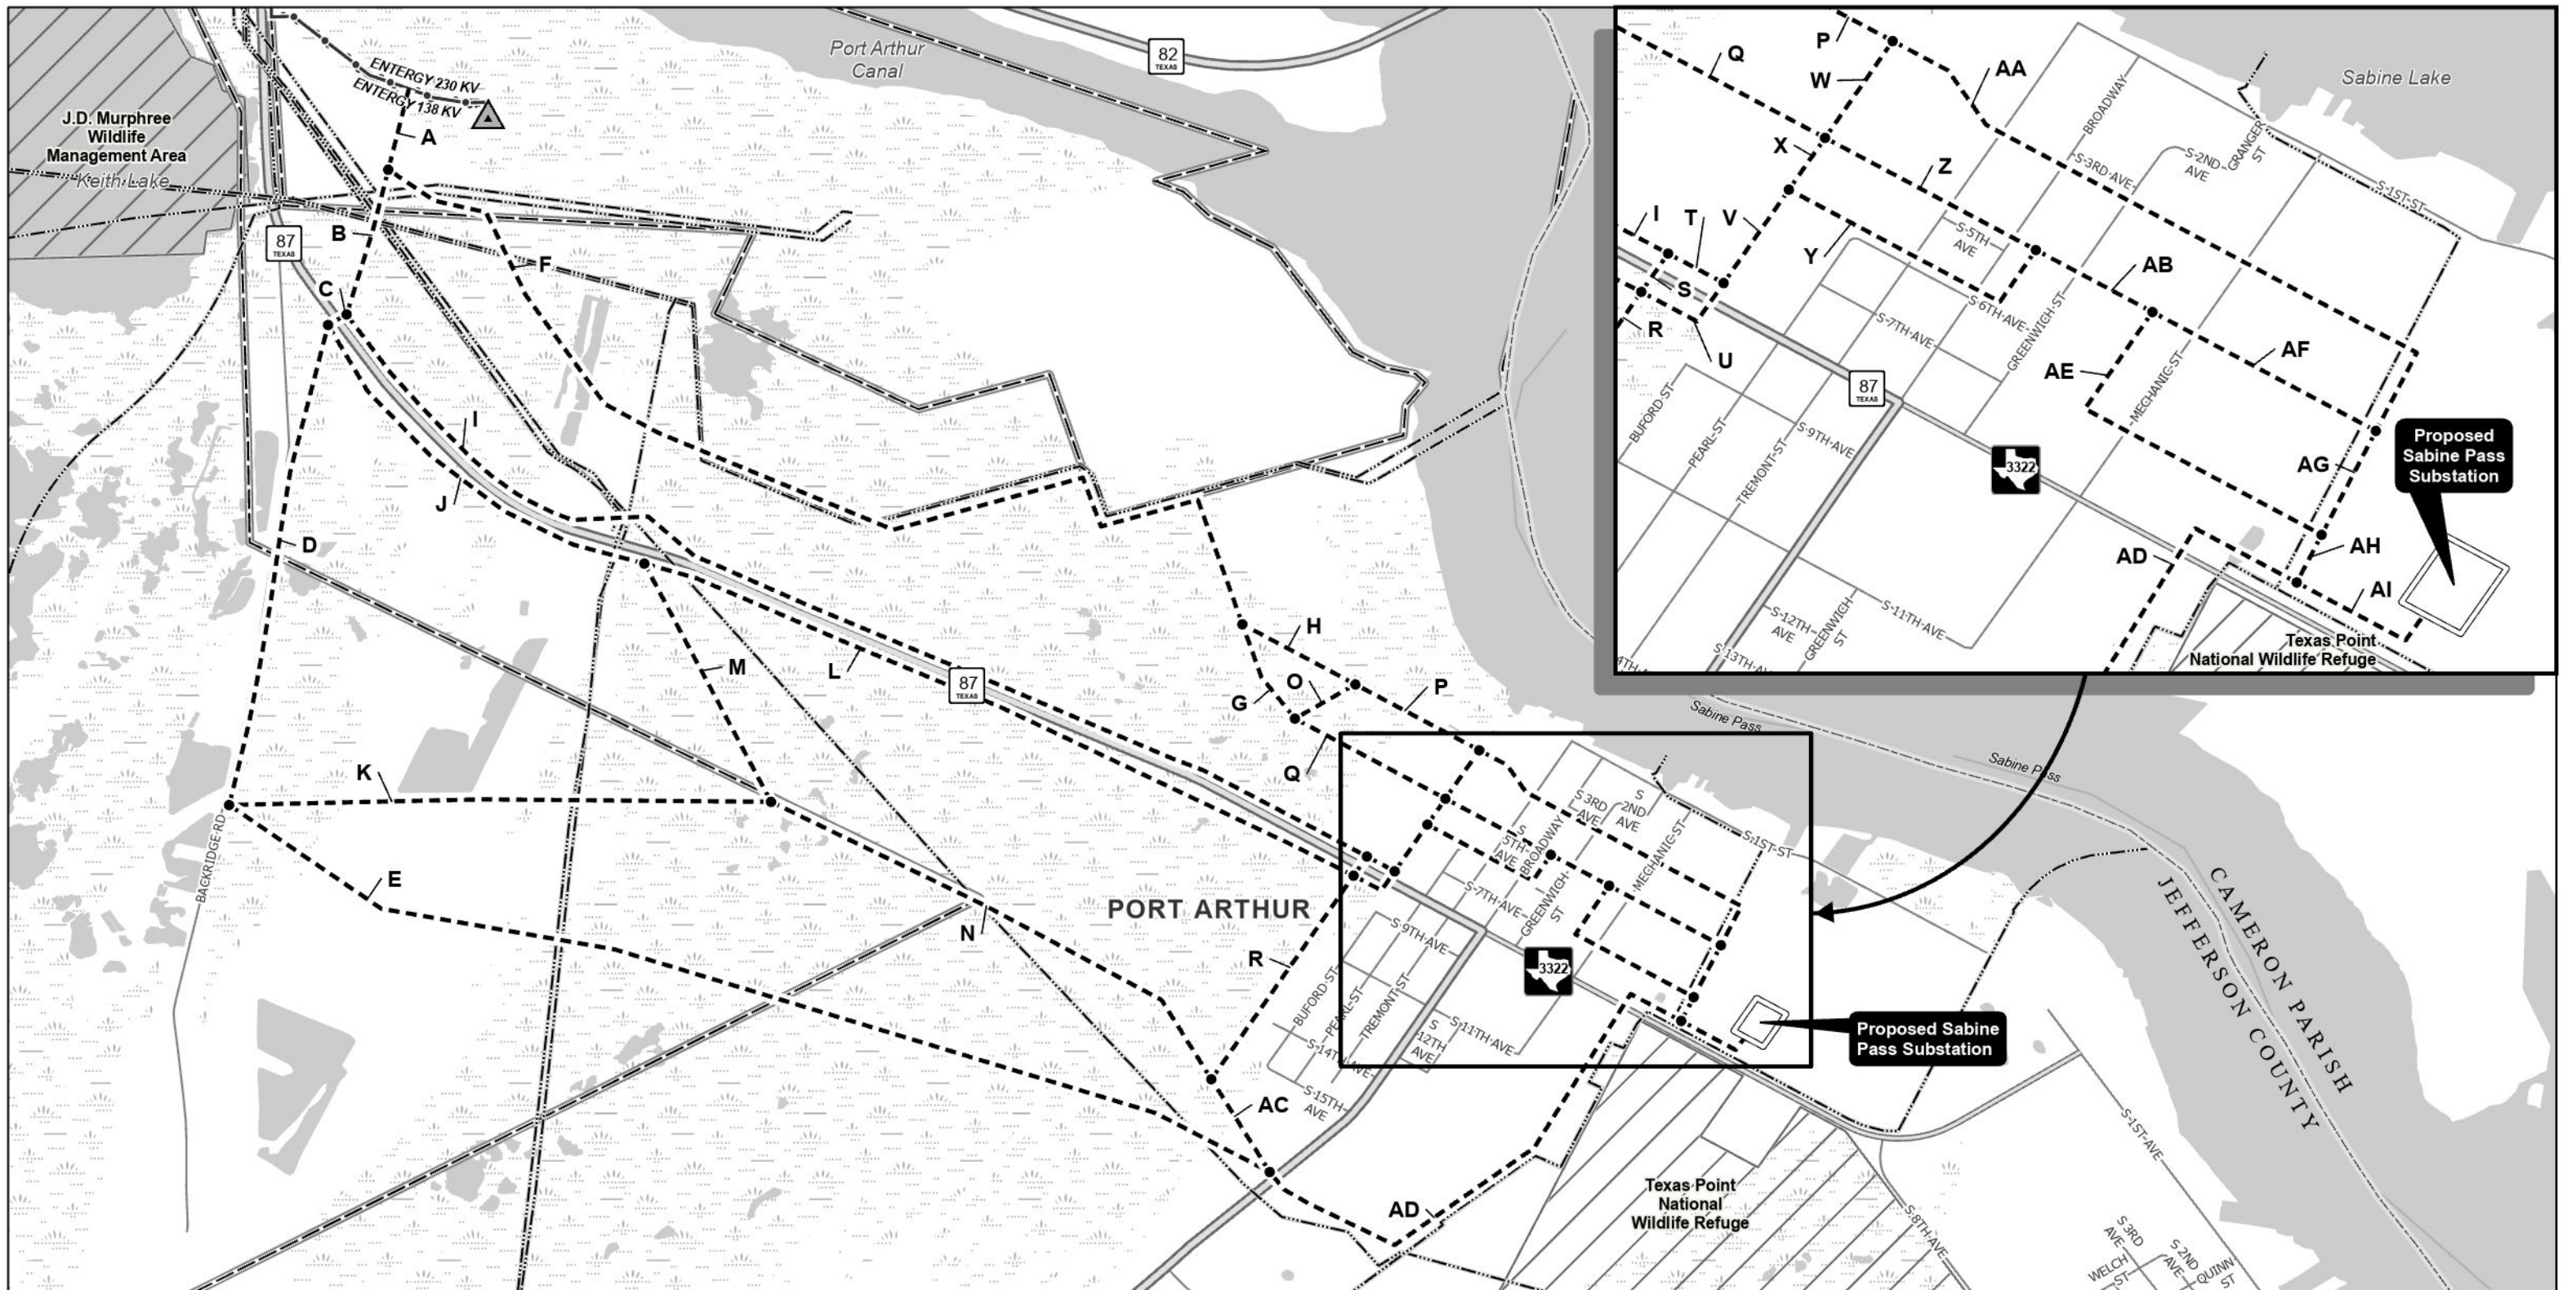 ENTERGY 230 KV
ENTERGY 138 KV
A
J.D. Murphree
Wildlife
Management Area
Keith Lake
Port Arthur
Canal
82
TEXAS
87
TEXAS
B
C
F
I
J
D
M
L
87
TEXAS
K
E
N
BACKRIDGE RD
PORT ARTHUR
H
O
G
P
Q
R
AC
AD
S 3RD
AVE
S
2ND
AVE
S
5TH
AVE
BROADWAY
MECHANIC ST
S-1ST-ST
S-7TH-AVE
GREENWICH
ST
S-9TH-AVE
3322
BUFORD ST
PEARL-ST
TREMONT-ST
S
12TH
AVE
S-11TH-AVE
S-14TH-AVE
S-15TH
AVE
Proposed Sabine
Pass Substation
Texas Point
National
Wildlife Refuge
S-8TH-AVE
S-1ST-AVE
S 3RD
AVE
S 2ND
AVE
WELCH
ST
QUINN
ST
Sabine Pass
Sabine Pass
CAMERON PARISH
JEFFERSON COUNTY
P
Q
W
AA
X
Z
I
T
V
Y
S
R
U
BROADWAY
S-3RD-AVE
S-2ND
AVE
GRANGER
ST
S-1ST-ST
Sabine Lake
S-5TH
AVE
S 6TH-AVE
S-7TH-AVE
GREENWICH-ST
AB
AE
AF
MECHANIC-ST
87
TEXAS
BUFORD ST
PEARL-ST
TREMONT-ST
S-9TH-AVE
3322
AG
AH
AI
AD
Proposed
Sabine Pass
Substation
S-12TH
AVE
GREENWICH
ST
S-11TH-AVE
S-13TH-AV
4TH-A
Texas Point
National Wildlife Refuge